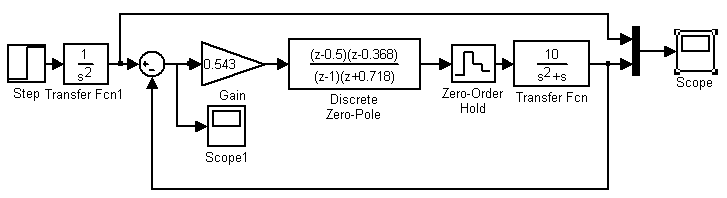 1
s2
Step
Transfer Fcn1
0.543
Gain
Scope1
(z-0.5)(z-0.368)
(z-1)(z+0.718)
Discrete
Zero-Pole
Zero-Order
Hold
10
s2+s
Transfer Fcn
Scope